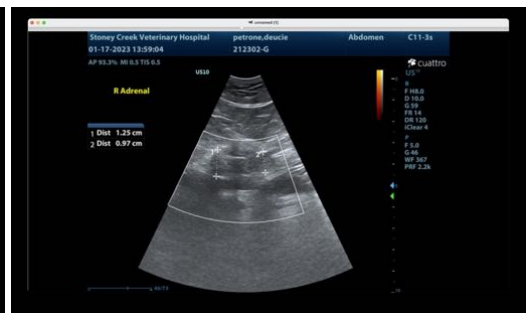 Stoney Creek Veterinary Hospital petrone,deucie Abdomen C11-3s
01-17-2023 13:59:04 212302-G
AP 93.3% MI 0.5 TIS 0.5
US10
cuattro
R Adrenal
B
F H8.0
D 10.0
G 59
FR 14
DR 120
iClear 4
P
F 5.0
G 46
WF 367
PRF 2.2k
1 Dist 1.25 cm
2 Dist 0.97 cm